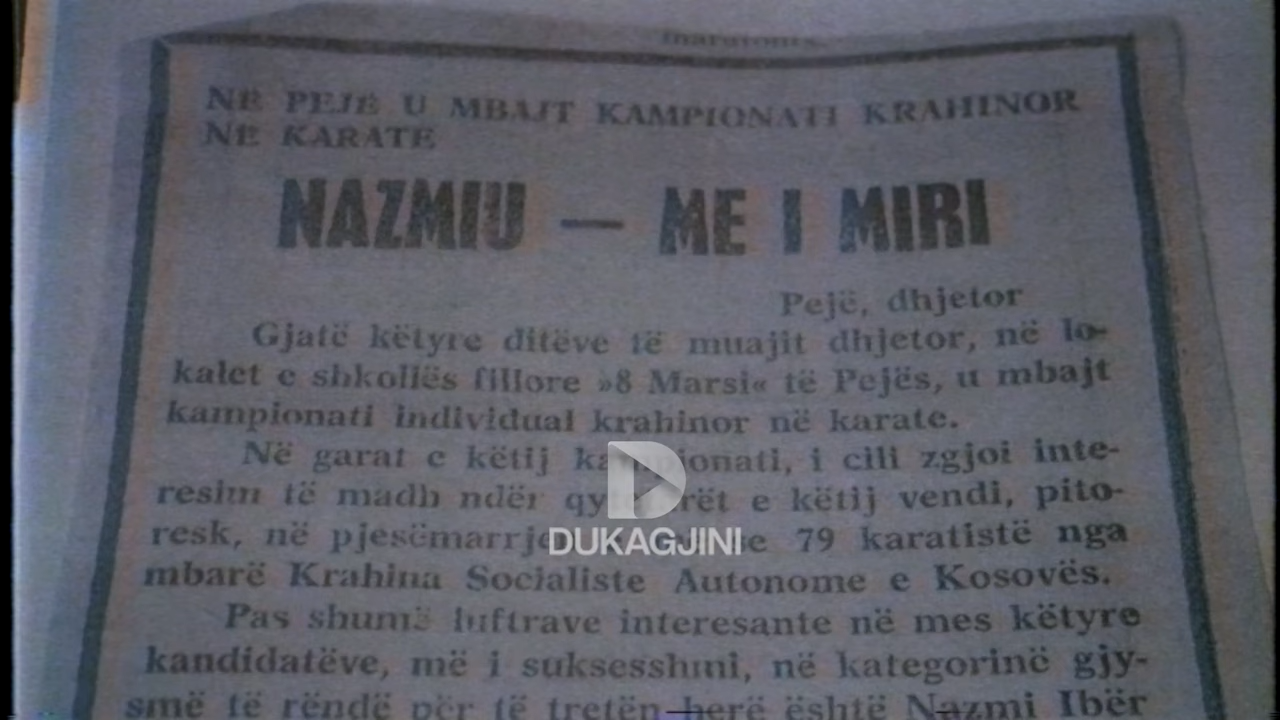 NË PEJË U MBAJT KAMPIONATI KRAHINOR
NË KARATE
NAZMIU — ME I MIRI
Pejë, dhjetor
Gjatë këtyre ditëve të muajit dhjetor, në lo-
kalet e shkollës fillore »8 Marsi« të Pejës, u mbajt
kampionati individual krahinor në karate.
Në garat e këtij kampionati, i cili zgjoi inte-
resim të madh ndër qytetarët e këtij vendi, pito-
resk, në pjesëmarrje 79 karatistë nga
mbarë Krahina Socialiste Autonome e Kosovës.
Pas shumë luftrave interesante në mes këtyre
kandidatëve, më i suksesshmi, në kategorinë gjy-
smë të rëndë për të tretën herë është Nazmi Ibër
DUKAGJINI